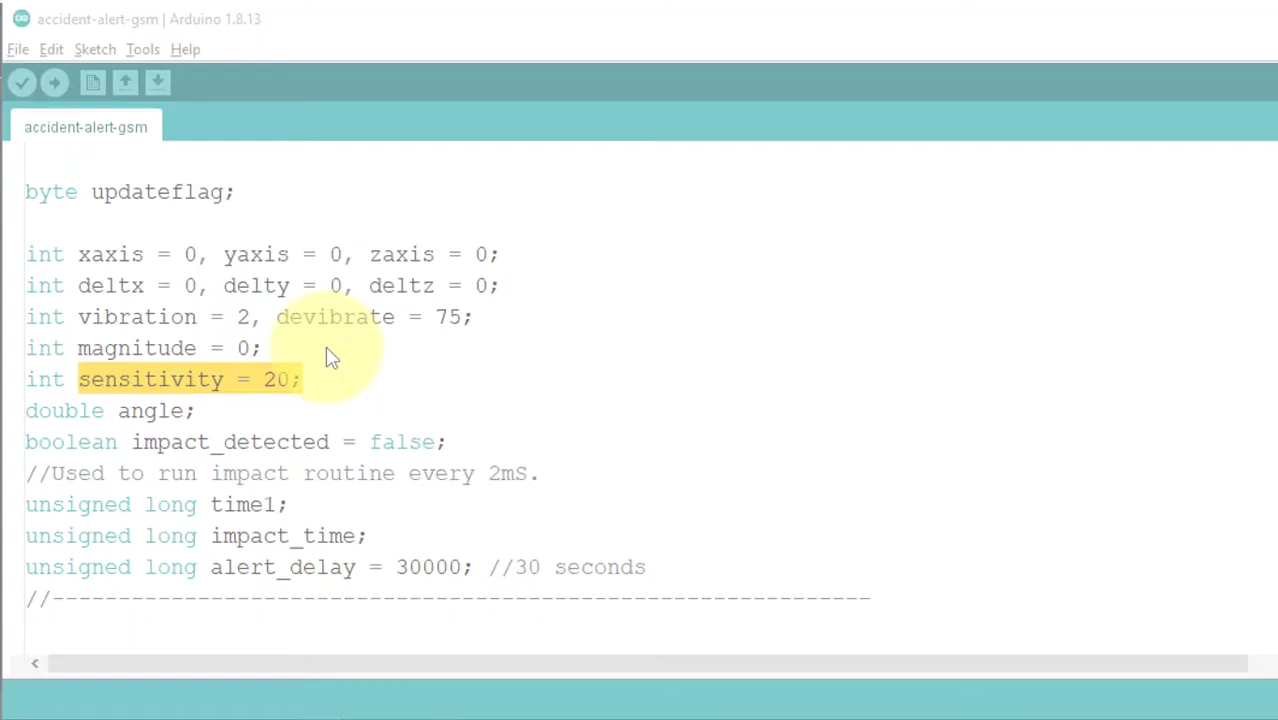 accident-alert-gsm | Arduino 1.8.13
File Edit Sketch Tools Help
accident-alert-gsm
byte updateflag;
int xaxis = 0, yaxis = 0, zaxis = 0;
int deltx = 0, delty = 0, deltz = 0;
int vibration = 2, devibrate = 75;
int magnitude = 0;
int sensitivity = 20;
double angle;
boolean impact_detected = false;
//Used to run impact routine every 2mS.
unsigned long time1;
unsigned long impact_time;
unsigned long alert_delay = 30000; //30 seconds
//--------------------------------------------------------------